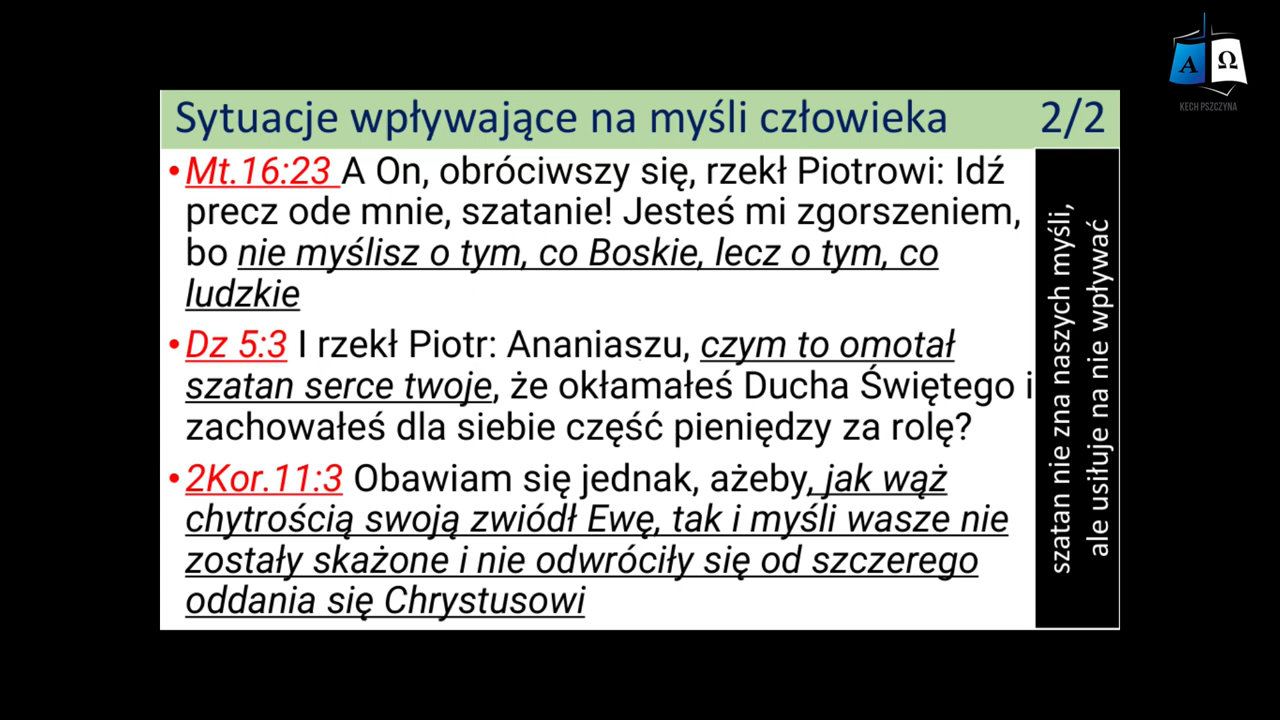 Α Ω
KECH PSZCZYNA
Sytuacje wpływające na myśli człowieka 2/2
•Mt.16:23 A On, obróciwszy się, rzekł Piotrowi: Idź
precz ode mnie, szatanie! Jesteś mi zgorszeniem,
bo nie myślisz o tym, co Boskie, lecz o tym, co
ludzkie
•Dz 5:3 I rzekł Piotr: Ananiaszu, czym to omotał
szatan serce twoje, że okłamałeś Ducha Świętego i
zachowałeś dla siebie część pieniędzy za rolę?
•2Kor.11:3 Obawiam się jednak, ażeby, jak wąż
chytrością swoją zwiódł Ewę, tak i myśli wasze nie
zostały skażone i nie odwróciły się od szczerego
oddania się Chrystusowi
szatan nie zna naszych myśli,
ale usiłuje na nie wpływać